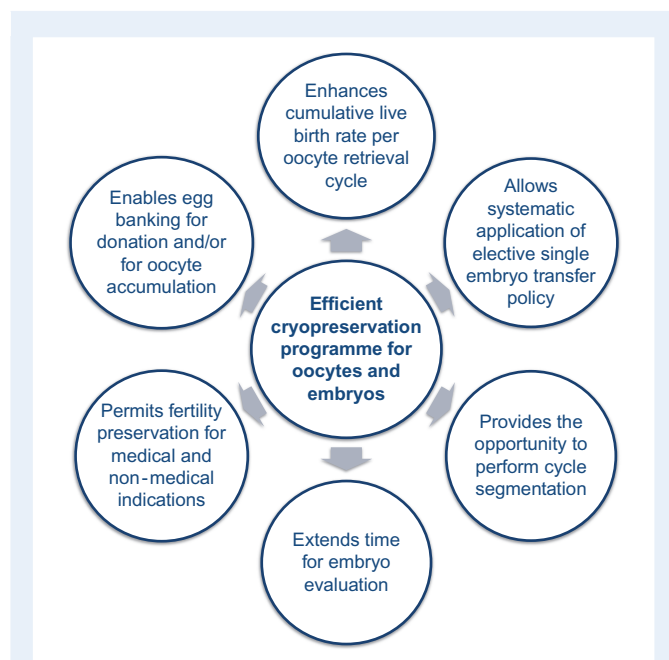 Enhances
cumulative live
birth rate per
oocyte retrieval
cycle
Allows
systematic
application of
elective single
embryo transfer
policy
Provides the
opportunity to
perform cycle
segmentation
Extends time
for embryo
evaluation
Permits fertility
preservation for
medical and
non-medical
indications
Enables egg
banking for
donation and/or
for oocyte
accumulation
Efficient
cryopreservation
programme for
oocytes and
embryos